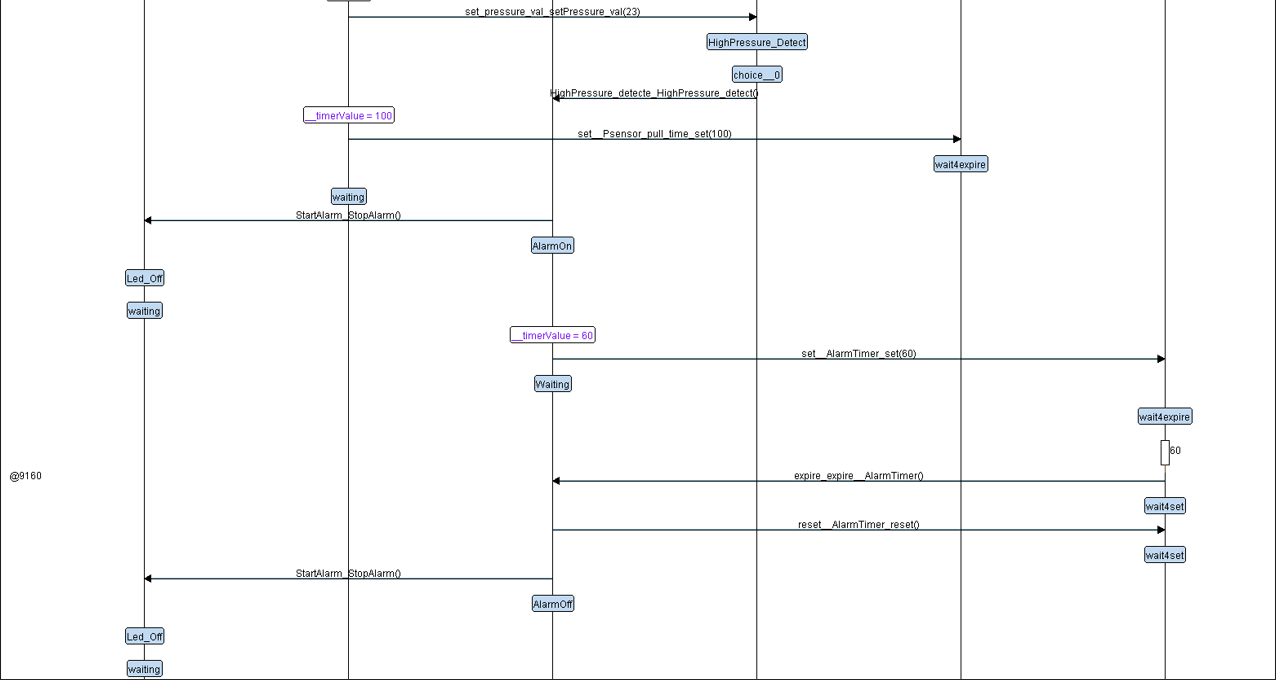 set_pressure_val_setPressure_val(23)
HighPressure_Detect
choice__0
HighPressure_detecte_HighPressure_detect()
__timerValue = 100
set__Psensor_pull_time_set(100)
wait4expire
waiting
StartAlarm_StopAlarm()
AlarmOn
Led_Off
waiting
__timerValue = 60
set__AlarmTimer_set(60)
Waiting
wait4expire
60
@9160
expire_expire__AlarmTimer()
wait4set
reset__AlarmTimer_reset()
wait4set
StartAlarm_StopAlarm()
AlarmOff
Led_Off
waiting